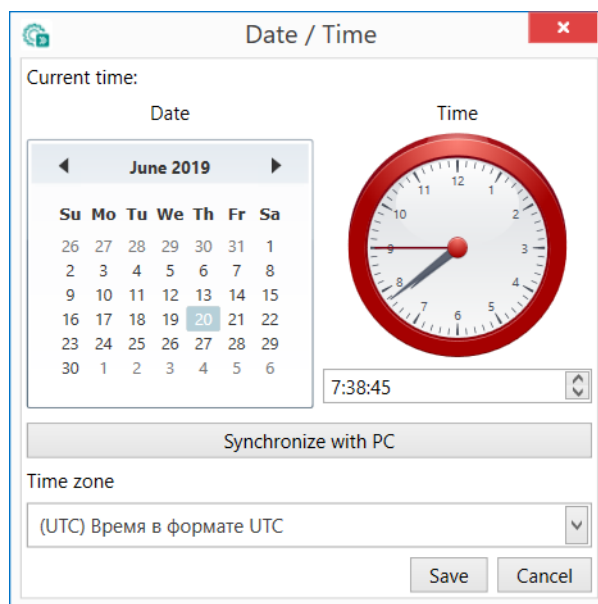 Date / Time
Current time:
Date
Time
June 2019
Su Mo Tu We Th Fr Sa
26 27 28 29 30 31 1
2 3 4 5 6 7 8
9 10 11 12 13 14 15
16 17 18 19 20 21 22
23 24 25 26 27 28 29
30 1 2 3 4 5 6
12
1
2
3
4
5
6
7
8
9
10
11
7:38:45
Synchronize with PC
Time zone
(UTC) Время в формате UTC
Save
Cancel